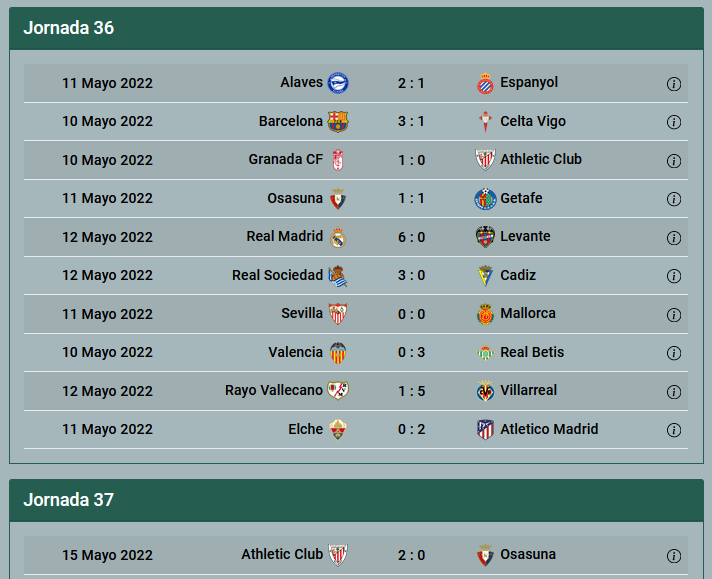 Jornada 36
11 Mayo 2022 Alaves 2 : 1 Espanyol
10 Mayo 2022 Barcelona 3 : 1 Celta Vigo
10 Mayo 2022 Granada CF 1 : 0 Athletic Club
11 Mayo 2022 Osasuna 1 : 1 Getafe
12 Mayo 2022 Real Madrid 6 : 0 Levante
12 Mayo 2022 Real Sociedad 3 : 0 Cadiz
11 Mayo 2022 Sevilla 0 : 0 Mallorca
10 Mayo 2022 Valencia 0 : 3 Real Betis
12 Mayo 2022 Rayo Vallecano 1 : 5 Villarreal
11 Mayo 2022 Elche 0 : 2 Atletico Madrid
Jornada 37
15 Mayo 2022 Athletic Club 2 : 0 Osasuna